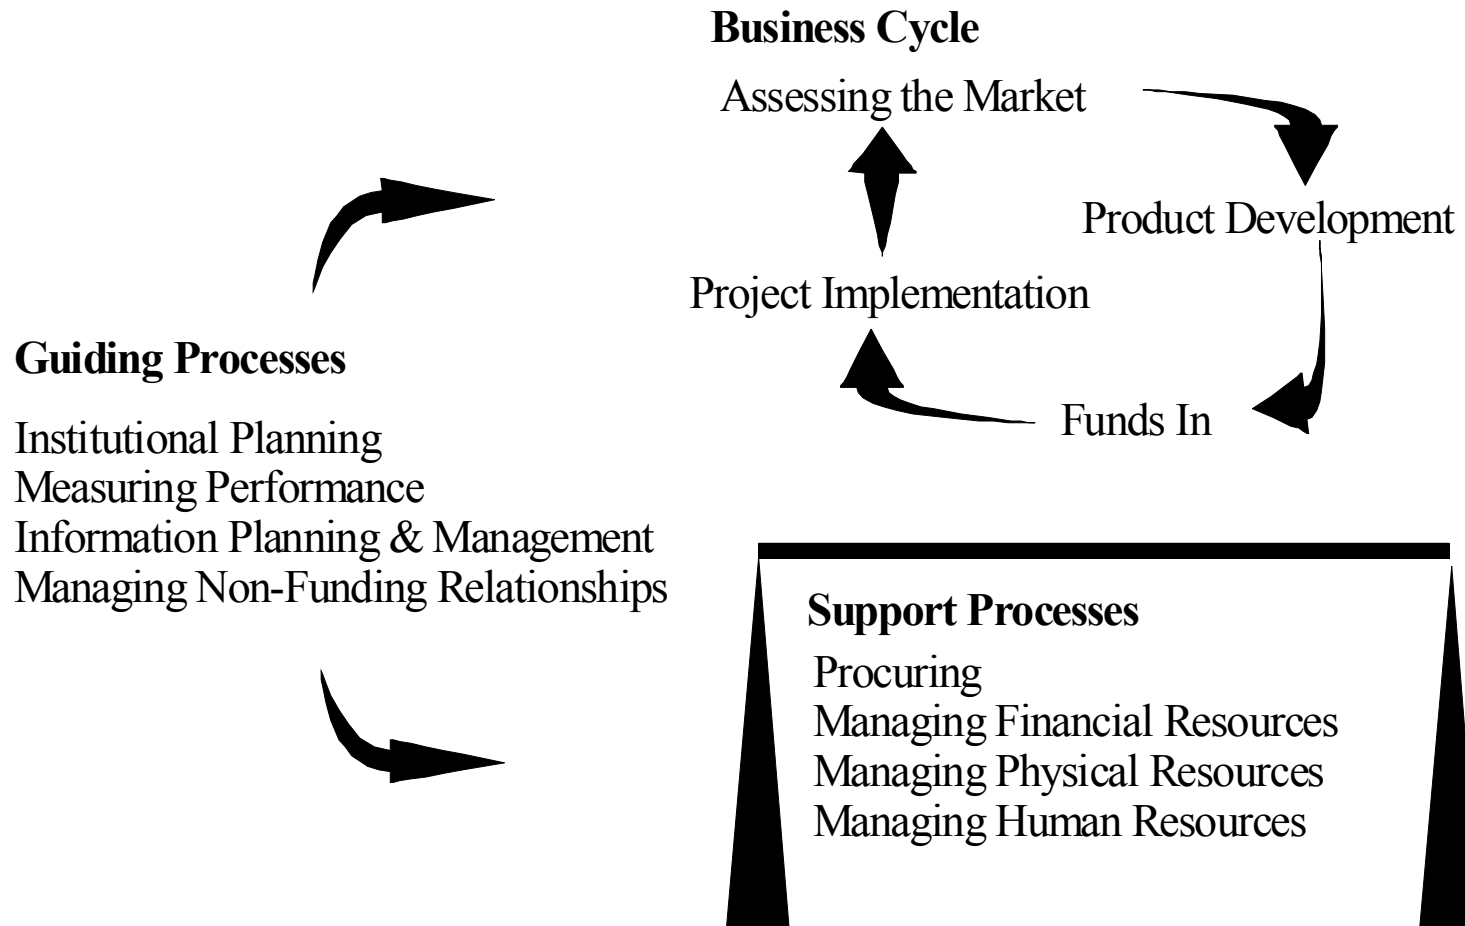 Business Cycle
Assessing the Market
Product Development
Project Implementation
Funds In
Guiding Processes
Institutional Planning
Measuring Performance
Information Planning & Management
Managing Non-Funding Relationships
Support Processes
Procuring
Managing Financial Resources
Managing Physical Resources
Managing Human Resources